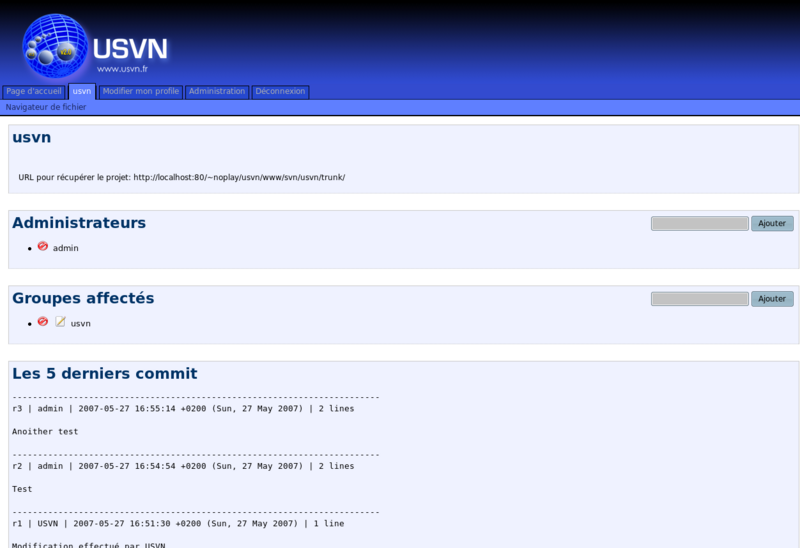 v2.0
USVN
www.usvn.fr
Page d'accueil usvn Modifier mon profile Administration Déconnexion
Navigateur de fichier
usvn
URL pour récupérer le projet: http://localhost:80/~noplay/usvn/www/svn/usvn/trunk/
Administrateurs Ajouter
admin
Groupes affectés Ajouter
usvn
Les 5 derniers commit
------------------------------------------------------------------------
r3 | admin | 2007-05-27 16:55:14 +0200 (Sun, 27 May 2007) | 2 lines
Anoither test
------------------------------------------------------------------------
r2 | admin | 2007-05-27 16:54:54 +0200 (Sun, 27 May 2007) | 2 lines
Test
------------------------------------------------------------------------
r1 | USVN | 2007-05-27 16:51:30 +0200 (Sun, 27 May 2007) | 1 line
Modification effectué par USVN